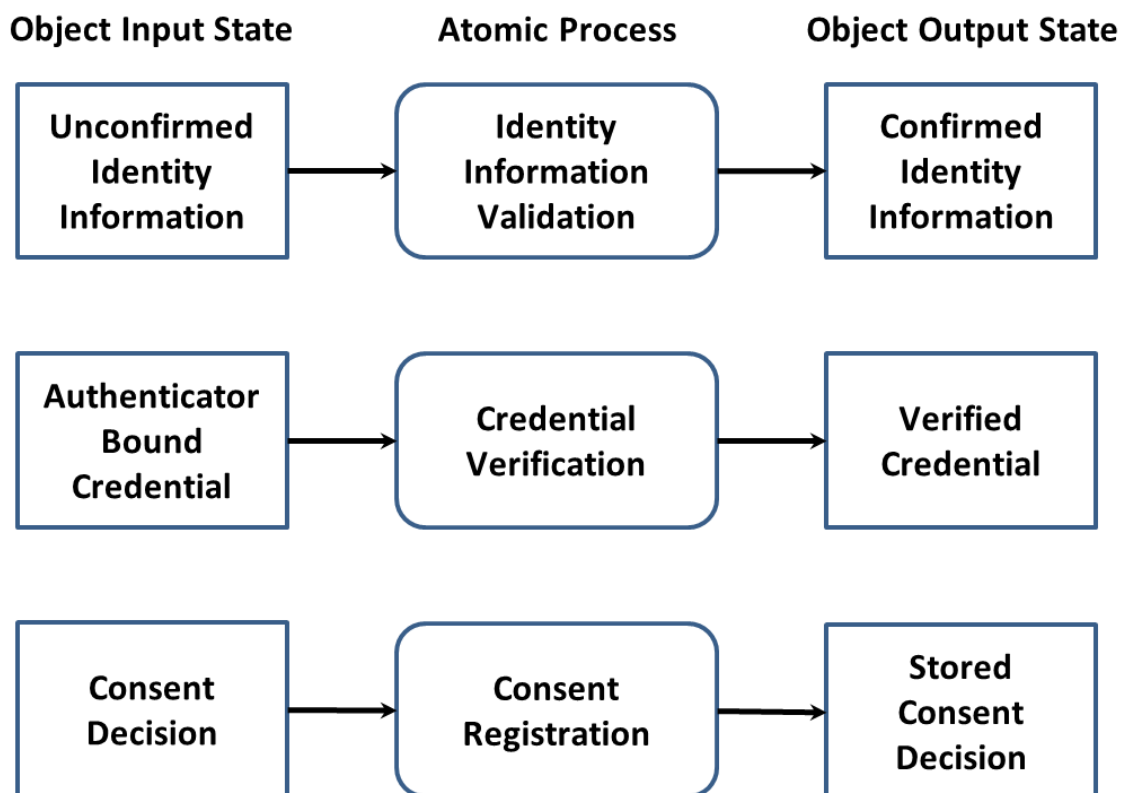 Object Input State
Atomic Process
Object Output State
Unconfirmed
Identity
Information
Identity
Information
Validation
Confirmed
Identity
Information
Authenticator
Bound
Credential
Credential
Verification
Verified
Credential
Consent
Decision
Consent
Registration
Stored
Consent
Decision